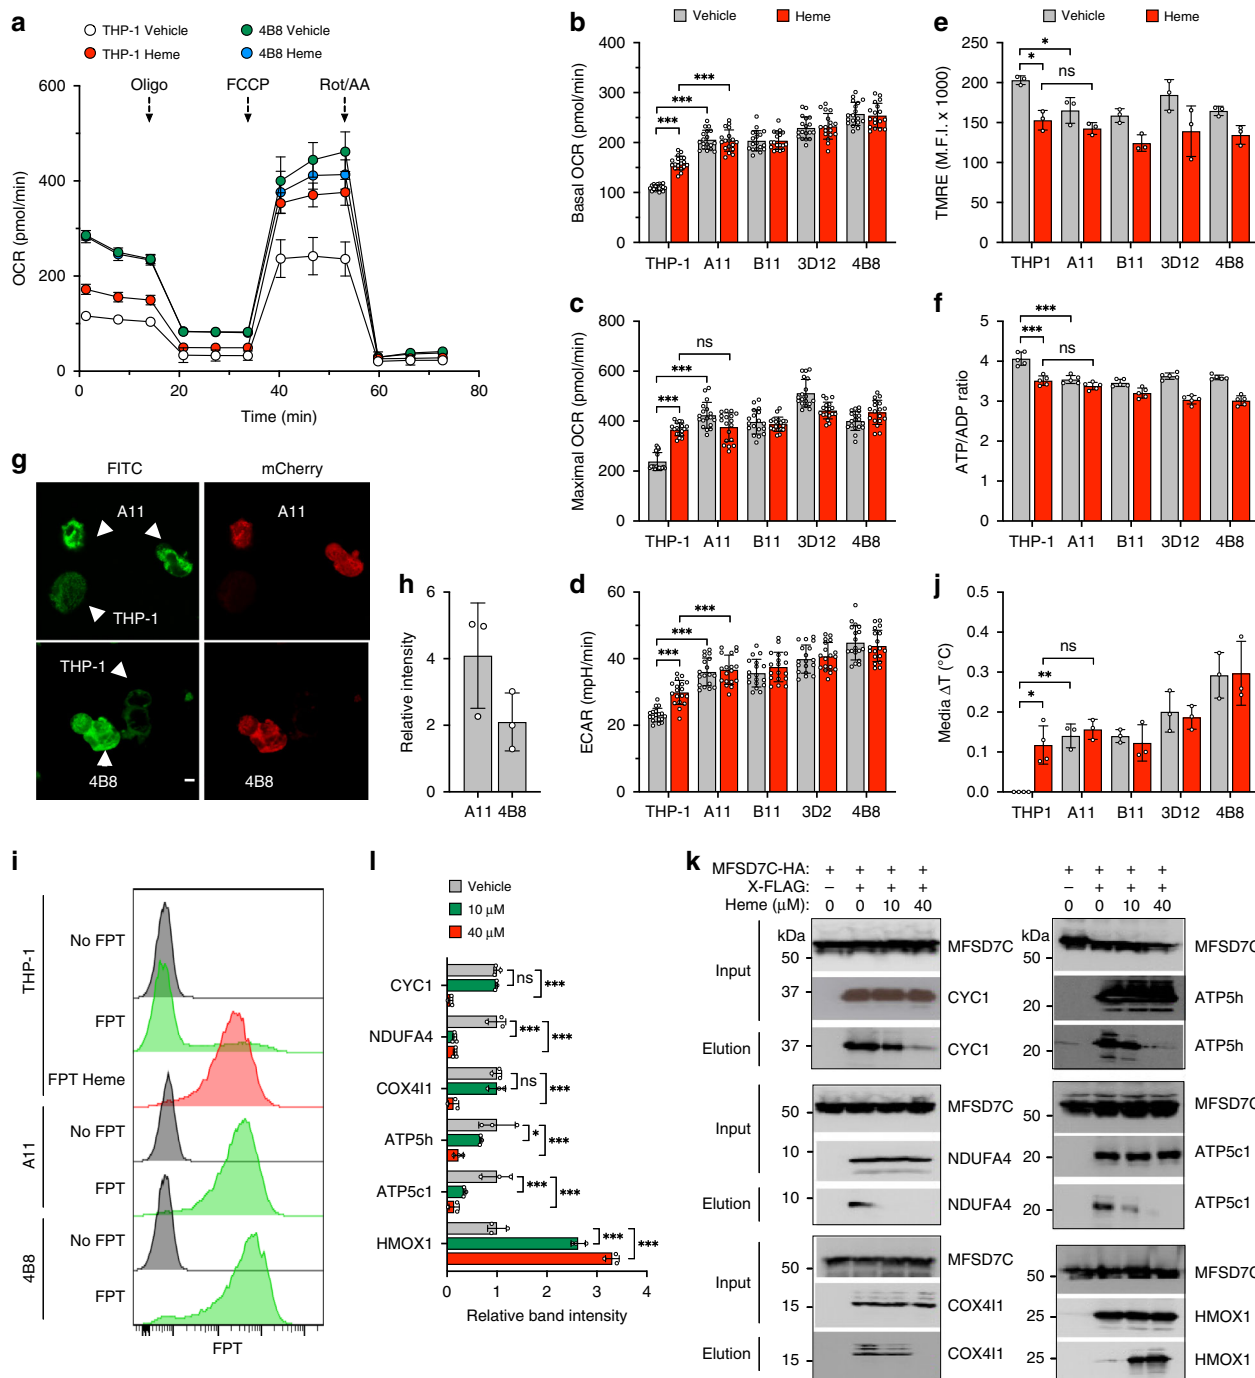 a
THP-1 Vehicle
THP-1 Heme
4B8 Vehicle
4B8 Heme
Oligo
FCCP
Rot/AA
OCR (pmol/min)
600
400
200
0
0 20 40 60 80
Time (min)
b
Vehicle
Heme
Basal OCR (pmol/min)
400
300
200
100
0
***
***
***
THP-1 A11 B11 3D12 4B8
c
Maximal OCR (pmol/min)
800
600
400
200
0
ns
***
***
THP-1 A11 B11 3D12 4B8
d
ECAR (mpH/min)
60
40
20
0
***
***
***
THP-1 A11 B11 3D2 4B8
e
Vehicle
Heme
TMRE (M.F.I. x 1000)
250
200
150
100
50
0
*
*
ns
THP1 A11 B11 3D12 4B8
f
ATP/ADP ratio
5
4
3
2
1
0
***
***
ns
THP-1 A11 B11 3D12 4B8
g
FITC
mCherry
A11
A11
THP-1
THP-1
4B8
4B8
h
Relative intensity
6
4
2
0
A11 4B8
j
Media ΔT (°C)
0.5
0.4
0.3
0.2
0.1
0.0
ns
**
*
THP1 A11 B11 3D12 4B8
i
THP-1
No FPT
FPT
FPT Heme
A11
No FPT
FPT
4B8
No FPT
FPT
FPT
l
Vehicle
10 μM
40 μM
CYC1
ns
***
NDUFA4
***
***
COX4I1
ns
***
ATP5h
*
***
ATP5c1
***
***
HMOX1
***
***
0 1 2 3 4
Relative band intensity
k
MFSD7C-HA: + + + +
X-FLAG: – + + +
Heme (μM): 0 0 10 40
+ + + +
– + + +
0 0 10 40
kDa
Input
50
MFSD7C
37
CYC1
Elution
37
CYC1
Input
50
MFSD7C
10
NDUFA4
Elution
10
NDUFA4
Input
50
MFSD7C
15
COX4I1
Elution
15
COX4I1
kDa
50
MFSD7C
20
ATP5h
20
ATP5h
50
MFSD7C
20
ATP5c1
20
ATP5c1
50
MFSD7C
25
HMOX1
25
HMOX1